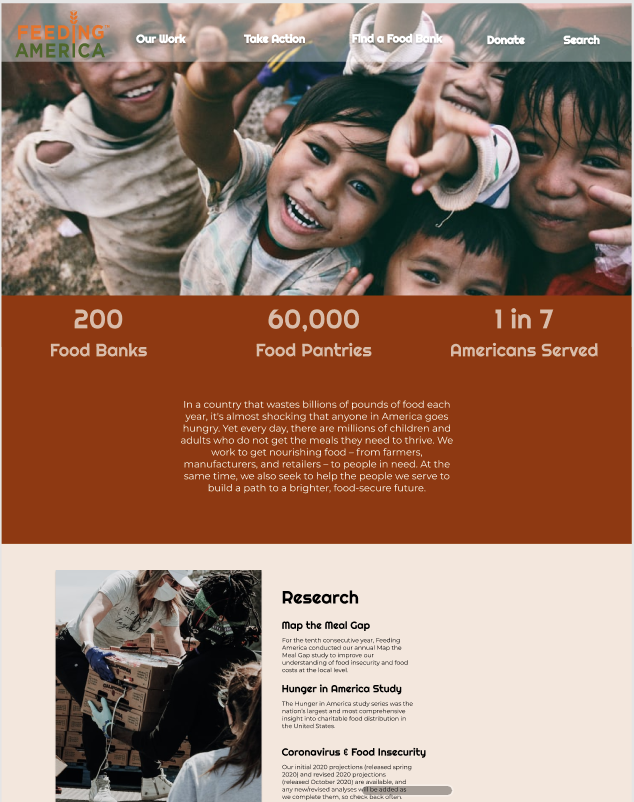 FEEDING
AMERICA
Our Work
Take Action
Find a Food Bank
Donate
Search
200
60,000
1 in 7
Food Banks
Food Pantries
Americans Served
In a country that wastes billions of pounds of food each
year, it's almost shocking that anyone in America goes
hungry. Yet every day, there are millions of children and
adults who do not get the meals they need to thrive. We
work to get nourishing food – from farmers,
manufacturers, and retailers – to people in need. At the
same time, we also seek to help the people we serve to
build a path to a brighter, food-secure future.
Research
Map the Meal Gap
For the tenth consecutive year, Feeding
America conducted our annual Map the
Meal Gap study to improve our
understanding of food insecurity and food
costs at the local level.
Hunger in America Study
The Hunger in America study series was the
nation's largest and most comprehensive
insight into charitable food distribution in
the United States.
Coronavirus & Food Insecurity
Our initial 2020 projections (released spring
2020) and revised 2020 projections
(released October 2020) are available, and
any new/revised analyses will be added as
we complete them, so check back often.